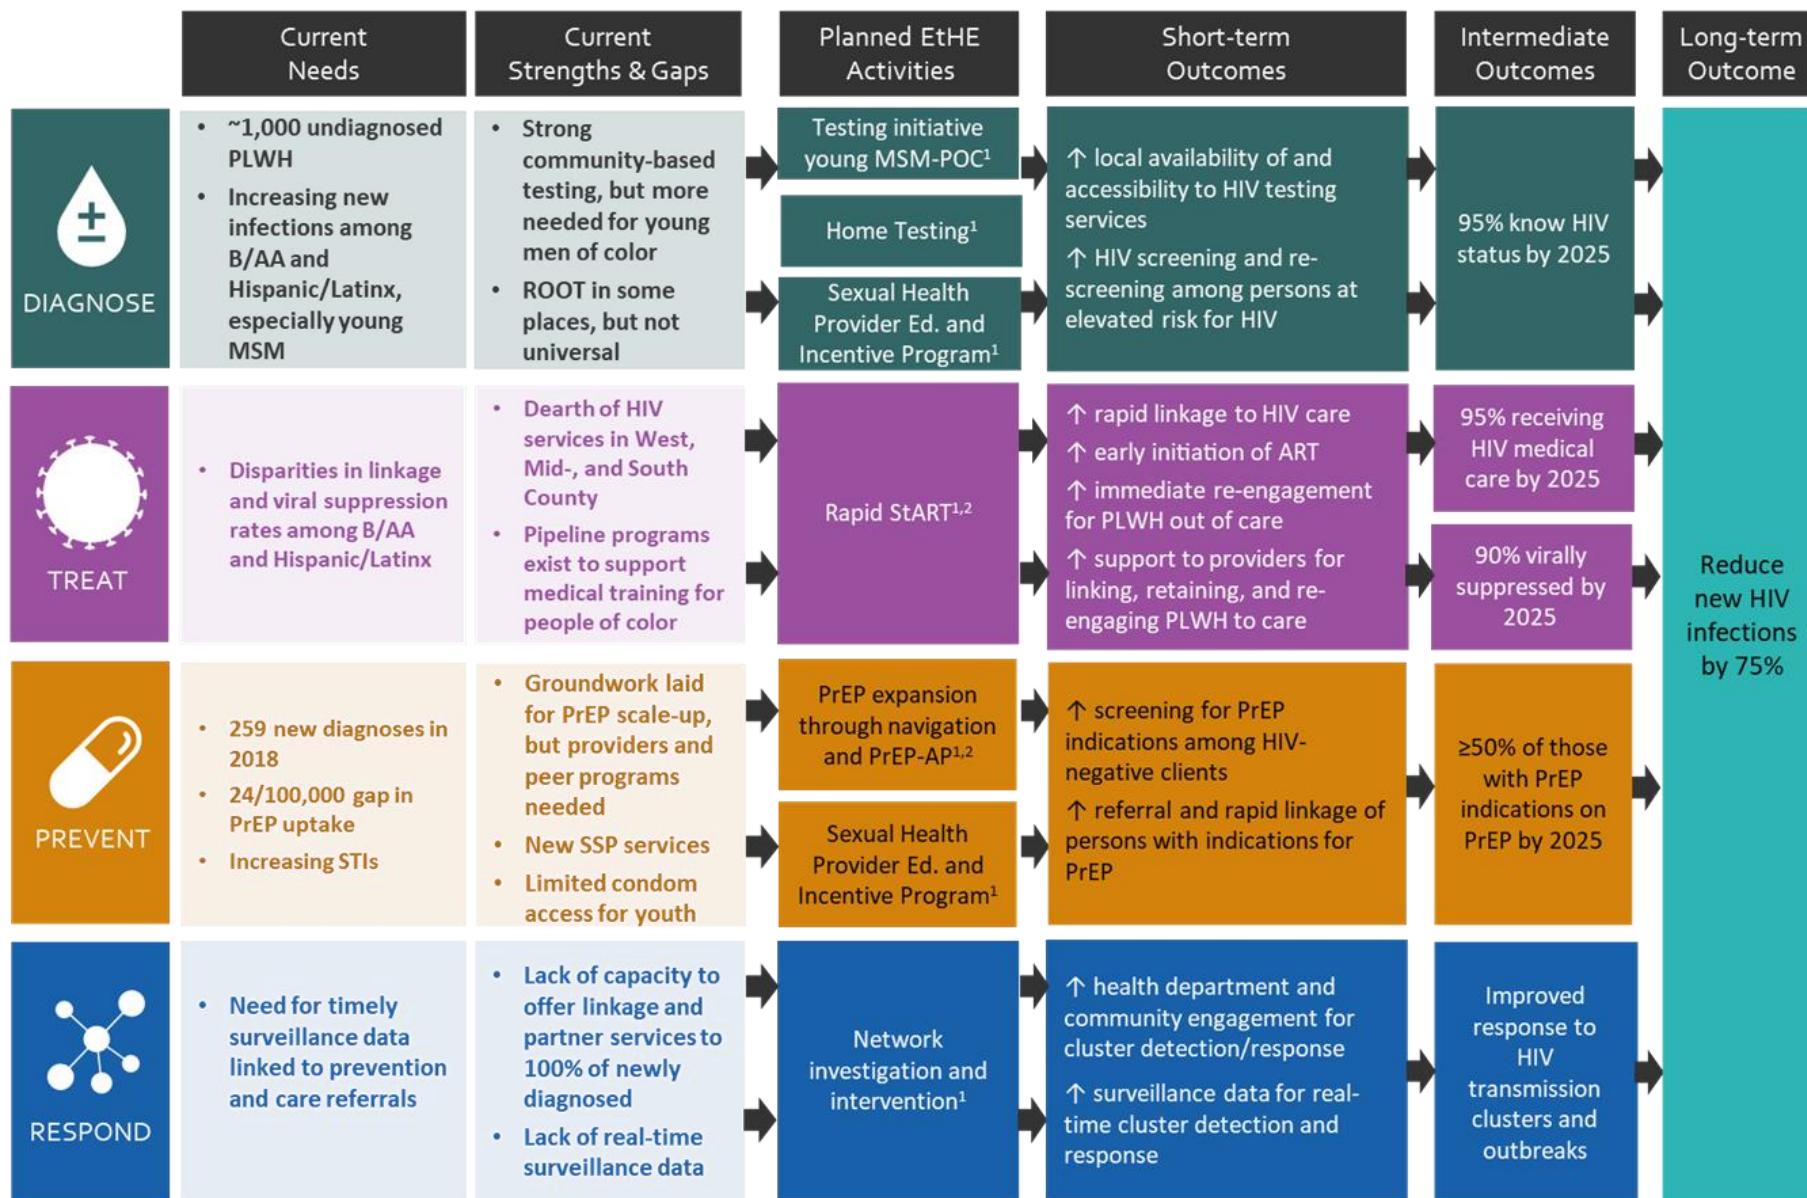 Current
Needs
Current
Strengths & Gaps
Planned EtHE
Activities
Short-term
Outcomes
Intermediate
Outcomes
Long-term
Outcome
DIAGNOSE
• ~1,000 undiagnosed
PLWH
• Increasing new
infections among
B/AA and
Hispanic/Latinx,
especially young
MSM
• Strong
community-based
testing, but more
needed for young
men of color
• ROOT in some
places, but not
universal
Testing initiative
young MSM-POC¹
Home Testing¹
Sexual Health
Provider Ed. and
Incentive Program¹
↑ local availability of and
accessibility to HIV testing
services
↑ HIV screening and re-
screening among persons at
elevated risk for HIV
95% know HIV
status by 2025
TREAT
• Disparities in linkage
and viral suppression
rates among B/AA
and Hispanic/Latinx
• Dearth of HIV
services in West,
Mid-, and South
County
• Pipeline programs
exist to support
medical training for
people of color
Rapid StART¹,²
↑ rapid linkage to HIV care
↑ early initiation of ART
↑ immediate re-engagement
for PLWH out of care
↑ support to providers for
linking, retaining, and re-
engaging PLWH to care
95% receiving
HIV medical
care by 2025
90% virally
suppressed by
2025
PREVENT
• 259 new diagnoses in
2018
• 24/100,000 gap in
PrEP uptake
• Increasing STIs
• Groundwork laid
for PrEP scale-up,
but providers and
peer programs
needed
• New SSP services
• Limited condom
access for youth
PrEP expansion
through navigation
and PrEP-AP¹,²
Sexual Health
Provider Ed. and
Incentive Program¹
↑ screening for PrEP
indications among HIV-
negative clients
↑ referral and rapid linkage of
persons with indications for
PrEP
≥50% of those
with PrEP
indications on
PrEP by 2025
RESPOND
• Need for timely
surveillance data
linked to prevention
and care referrals
• Lack of capacity to
offer linkage and
partner services to
100% of newly
diagnosed
• Lack of real-time
surveillance data
Network
investigation and
intervention¹
↑ health department and
community engagement for
cluster detection/response
↑ surveillance data for real-
time cluster detection and
response
Improved
response to
HIV
transmission
clusters and
outbreaks
Reduce
new HIV
infections
by 75%